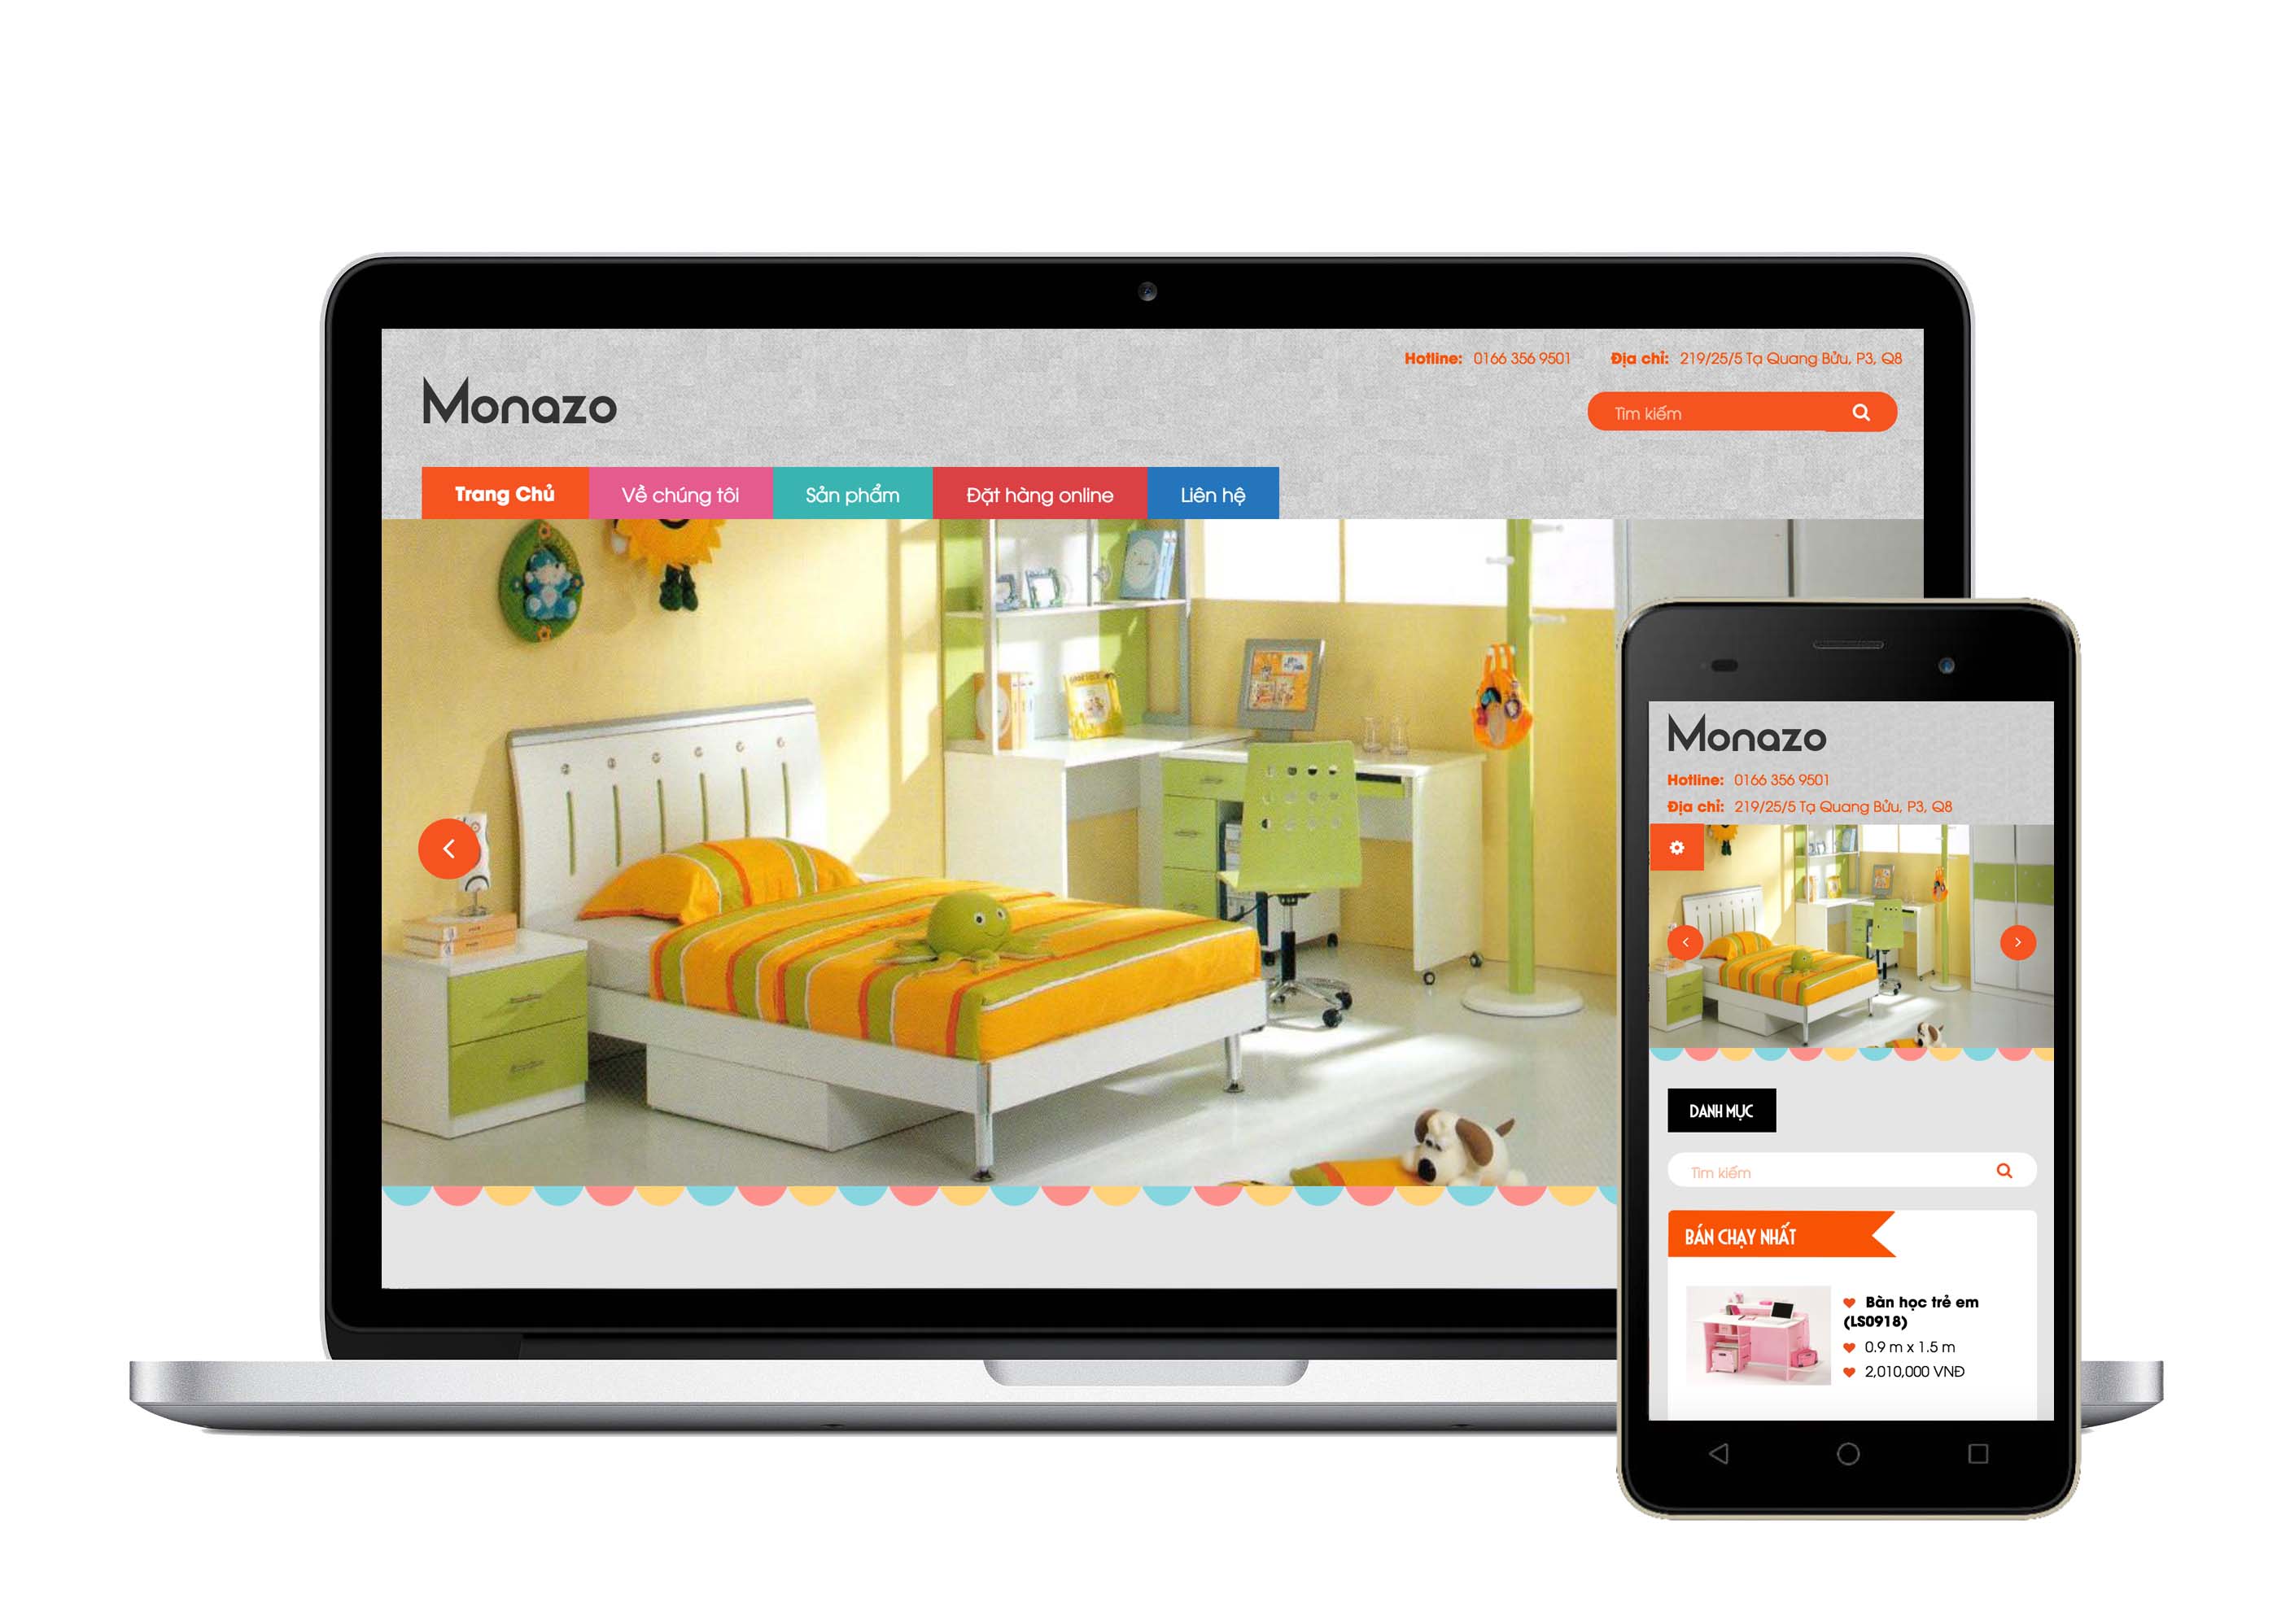 Hotline: 0166 356 9501 Địa chỉ: 219/25/5 Tạ Quang Bửu, P3, Q8
Monazo
Tìm kiếm
Trang Chủ Về chúng tôi Sản phẩm Đặt hàng online Liên hệ
Monazo
Hotline: 0166 356 9501
Địa chỉ: 219/25/5 Tạ Quang Bửu, P3, Q8
DANH MỤC
Tìm kiếm
BÁN CHẠY NHẤT
Bàn học trẻ em
(LS0918)
0.9 m x 1.5 m
2,010,000 VNĐ